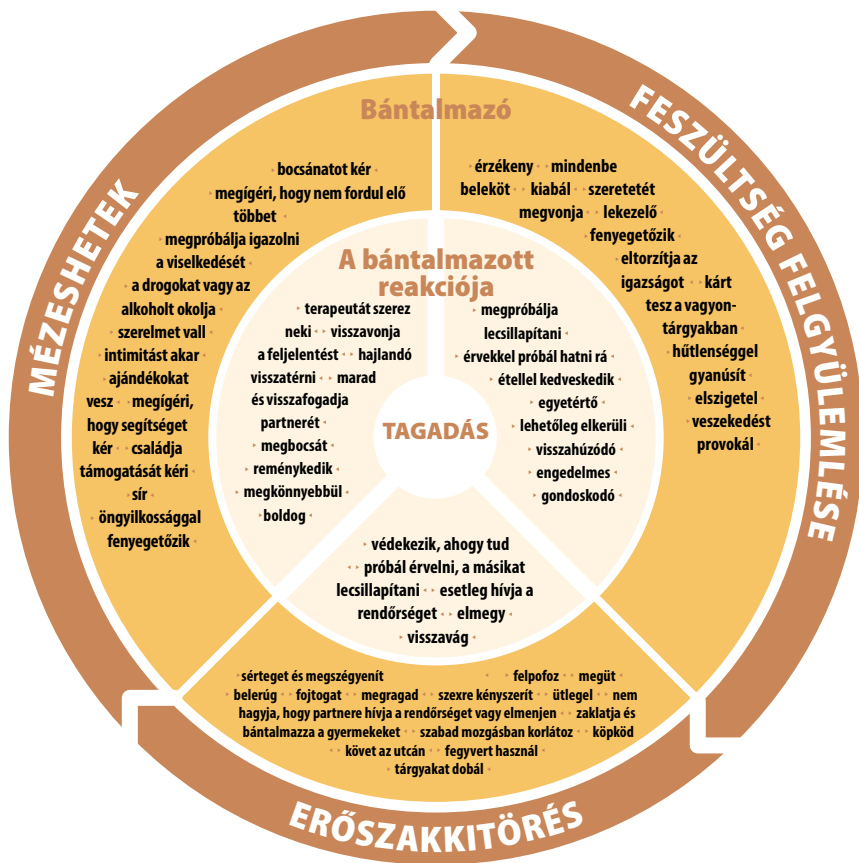 Bántalmazó
FESZÜLTSÉG FELGYÜLEMLÉSE
érzékeny mindenbe
beleköt kiabál szeretetét
megvonja lekezelő
fenyegetőzik
eltorzítja az
igazságot kárt
tesz a vagyon-
tárgyakban
hűtlenséggel
gyanúsít
elszigetel
veszekedést
provokál
MÉZESHETEK
bocsánatot kér
megígéri, hogy nem fordul elő
többet
megpróbálja igazolni
a viselkedését
a drogokat vagy az
alkoholt okolja
szerelmet vall
intimitást akar
ajándékokat
vesz megígéri,
hogy segítséget
kér családja
támogatását kéri
sír
öngyilkossággal
fenyegetőzik
A bántalmazott
reakciója
terapeutát szerez
neki visszavonja
a feljelentést hajlandó
visszatérni marad
és visszafogadja
partnerét
megbocsát
reménykedik
megkönnyebbül
boldog
megpróbálja
lecsillapítani
érvekkel próbál hatni rá
étellel kedveskedik
egyetértő
lehetőleg elkerüli
visszahúzódó
engedelmes
gondoskodó
TAGADÁS
védekezik, ahogy tud
próbál érvelni, a másikat
lecsillapítani esetleg hívja a
rendőrséget elmegy
visszavág
sérteget és megszégyenít felpofoz megüt
belerúg fojtogat megragad szexre kényszerít ütlegel nem
hagyja, hogy partnere hívja a rendőrséget vagy elmenjen zaklatja és
bántalmazza a gyermekeket szabad mozgásban korlátoz köpköd
követ az utcán fegyvert használ
tárgyakat dobál
ERŐSZAKKITÖRÉS